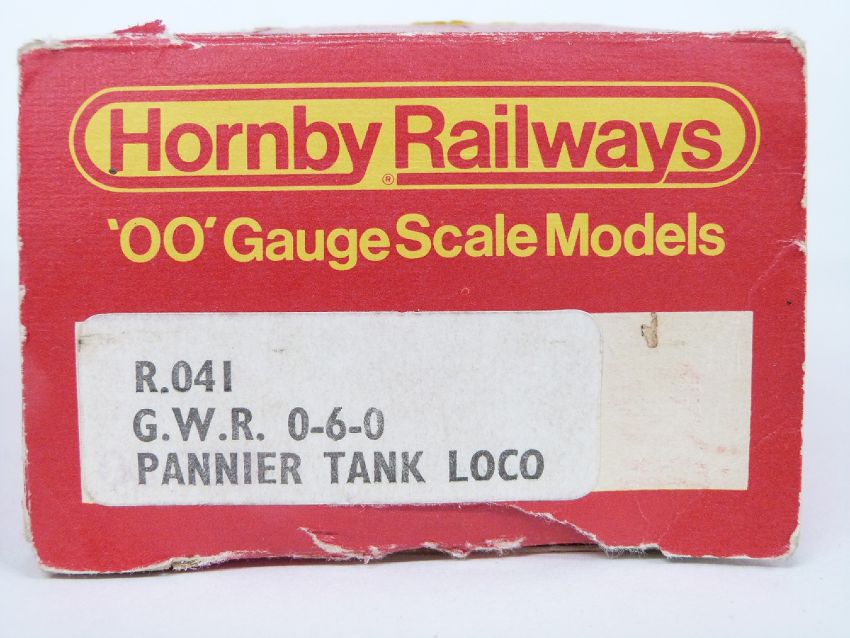 Hornby Railways
®
'OO' Gauge Scale Models
R.041
G.W.R. 0-6-0
PANNIER TANK LOCO